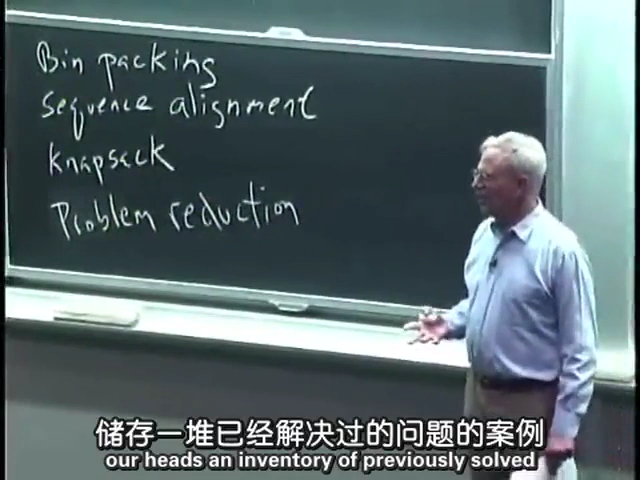 Bin packing
Sequence alignment
Knapsack
Problem reduction
储存一堆已经解决过的问题的案例
our heads an inventory of previously solved